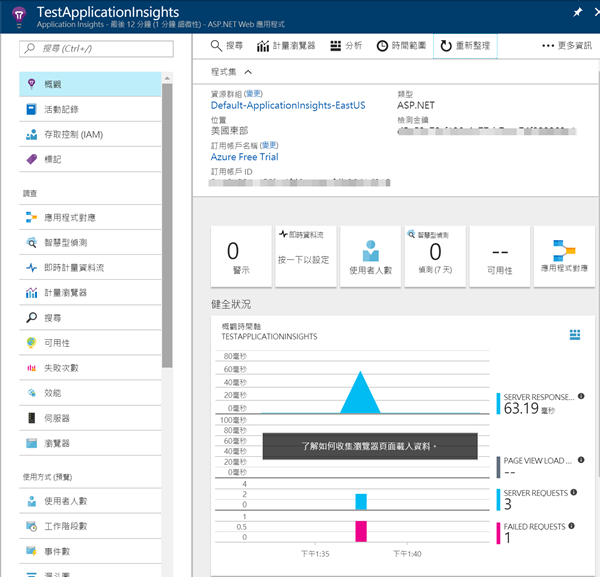 TestApplicationInsights
Application Insights - 最後 12 分鐘 (1 分鐘 細微性) - ASP.NET Web 應用程式
搜尋 (Ctrl+/)
概觀
活動記錄
存取控制 (IAM)
標記
調查
應用程式對應
智慧型偵測
即時計量資料流
計量瀏覽器
搜尋
可用性
失敗次數
效能
伺服器
瀏覽器
使用方式 (預覽)
使用者人數
工作階段數
事件數
搜尋 計量瀏覽器 分析 時間範圍 重新整理 更多資訊
程式集
資源群組 (變更)
Default-ApplicationInsights-EastUS
位置
美國東部
訂用帳戶名稱 (變更)
Azure Free Trial
訂用帳戶 ID
類型
ASP.NET
檢測金鑰
0
警示
即時資料流
按一下以設定
使用者人數
智慧型偵測
0
偵測 (7 天)
--
可用性
應用程式對應
健全狀況
概觀時間軸
TESTAPPLICATIONINSIGHTS
80毫秒
60毫秒
40毫秒
20毫秒
0毫秒
100毫秒
80毫秒
60毫秒
40毫秒
20毫秒
0毫秒
了解如何收集瀏覽器頁面載入資料。
4
2
0
1
0.5
0
下午1:35 下午1:40
SERVER RESPONSE...
63.19 毫秒
PAGE VIEW LOAD ...
--
SERVER REQUESTS
3
FAILED REQUESTS
1